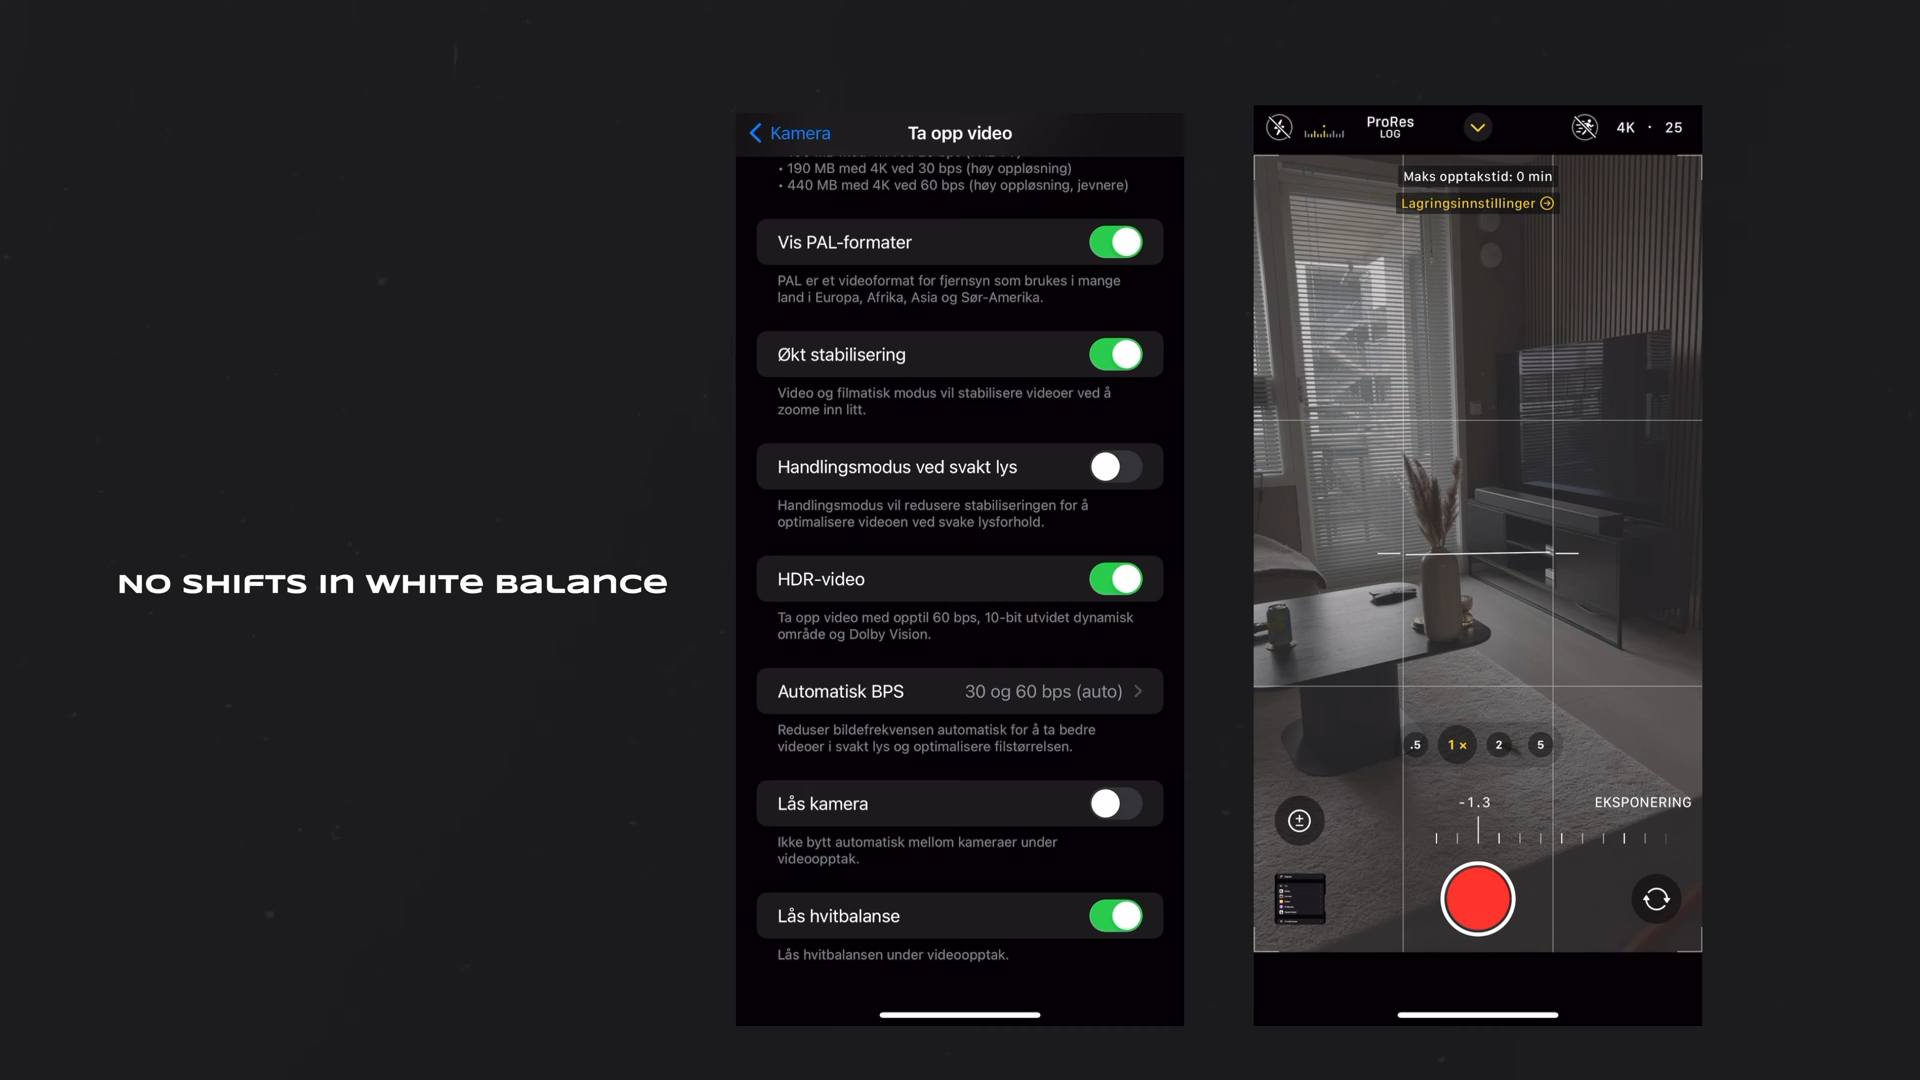 NO SHIFTS IN WHITE BALANCE
Kamera
Ta opp video
• 190 MB med 4K ved 30 bps (høy oppløsning)
• 440 MB med 4K ved 60 bps (høy oppløsning, jevnere)
Vis PAL-formater
PAL er et videoformat for fjernsyn som brukes i mange
land i Europa, Afrika, Asia og Sør-Amerika.
Økt stabilisering
Video og filmatisk modus vil stabilisere videoer ved å
zoome inn litt.
Handlingsmodus ved svakt lys
Handlingsmodus vil redusere stabiliseringen for å
optimalisere videoen ved svake lysforhold.
HDR-video
Ta opp video med opptil 60 bps, 10-bit utvidet dynamisk
område og Dolby Vision.
Automatisk BPS 30 og 60 bps (auto)
Reduser bildefrekvensen automatisk for å ta bedre
videoer i svakt lys og optimalisere filstørrelsen.
Lås kamera
Ikke bytt automatisk mellom kameraer under
videoopptak.
Lås hvitbalanse
Lås hvitbalansen under videoopptak.
ProRes
LOG
4K · 25
Maks opptakstid: 0 min
Lagringsinnstillinger
.5 1× 2 5
-1.3
EKSPONERING